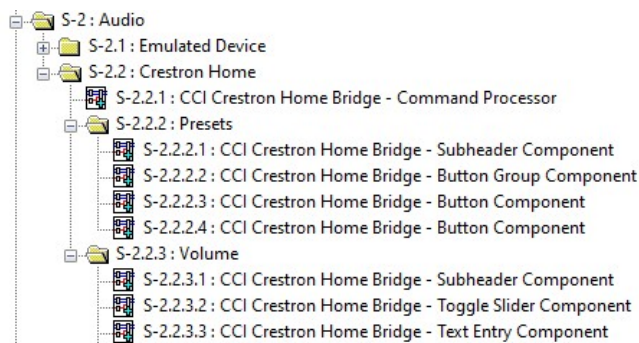 S-2 : Audio
S-2.1 : Emulated Device
S-2.2 : Crestron Home
S-2.2.1 : CCI Crestron Home Bridge - Command Processor
S-2.2.2 : Presets
S-2.2.2.1 : CCI Crestron Home Bridge - Subheader Component
S-2.2.2.2 : CCI Crestron Home Bridge - Button Group Component
S-2.2.2.3 : CCI Crestron Home Bridge - Button Component
S-2.2.2.4 : CCI Crestron Home Bridge - Button Component
S-2.2.3 : Volume
S-2.2.3.1 : CCI Crestron Home Bridge - Subheader Component
S-2.2.3.2 : CCI Crestron Home Bridge - Toggle Slider Component
S-2.2.3.3 : CCI Crestron Home Bridge - Text Entry Component